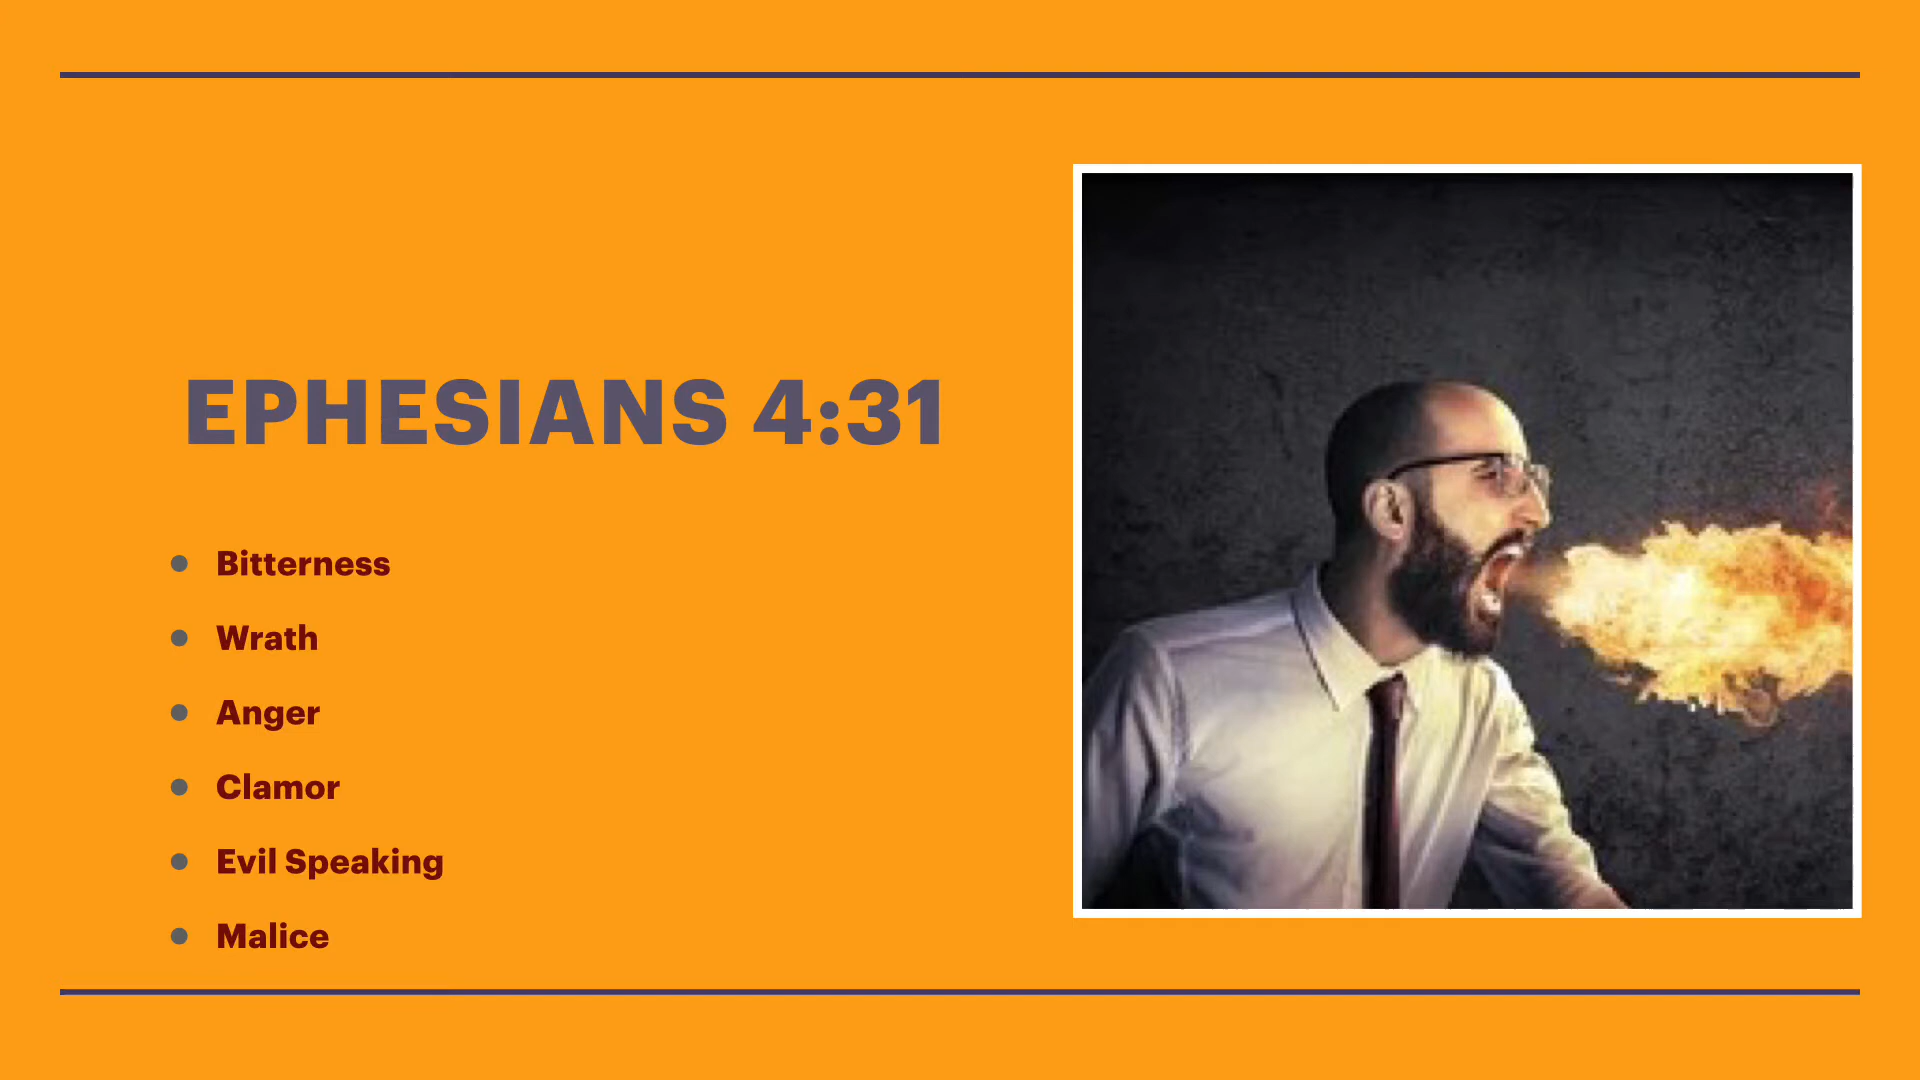 EPHESIANS 4:31
Bitterness
Wrath
Anger
Clamor
Evil Speaking
Malice